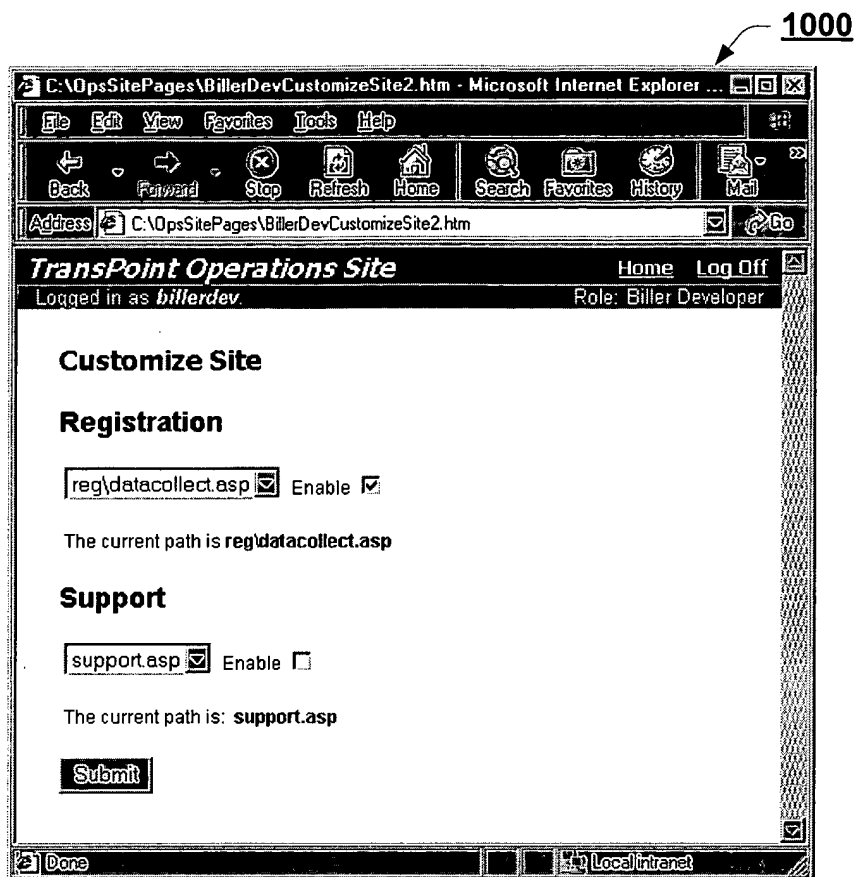 1000
C:\OpsSitePages\BillerDevCustomizeSite2.htm - Microsoft Internet Explorer ...
File Edit View Favorites Tools Help
Back Forward Stop Refresh Home Search Favorites History Mail
Address C:\OpsSitePages\BillerDevCustomizeSite2.htm Go
TransPoint Operations Site Home Log Off
Logged in as billerdev. Role: Biller Developer
Customize Site
Registration
reg\datacollect.asp Enable
The current path is reg\datacollect.asp
Support
support.asp Enable
The current path is: support.asp
Submit
Done Local intranet